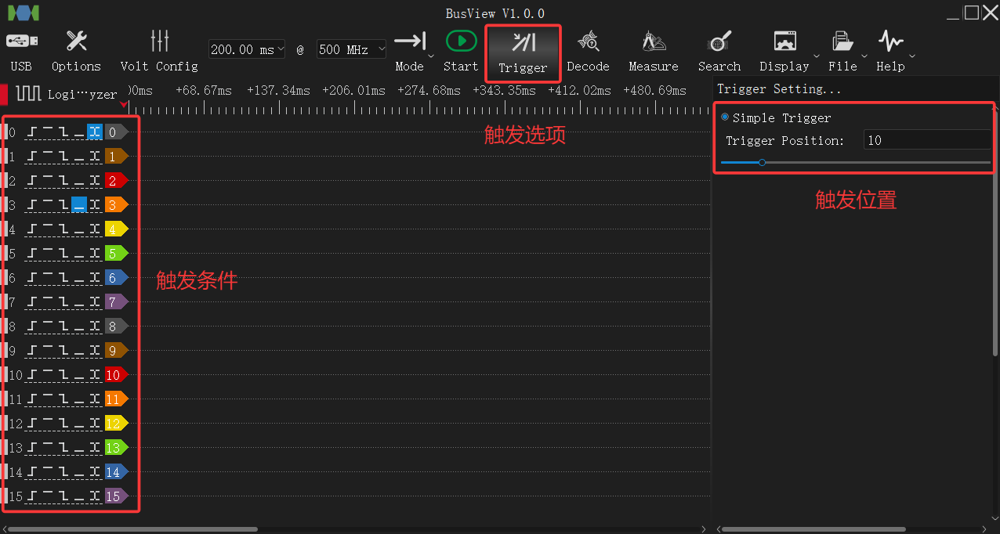 BusView V1.0.0
USB
Options
Volt Config
200.00 ms
@
500 MHz
Mode
Start
Trigger
Decode
Measure
Search
Display
File
Help
Logi…yzer
+68.67ms
+137.34ms
+206.01ms
+274.68ms
+343.35ms
+412.02ms
+480.69ms
Trigger Setting...
Simple Trigger
Trigger Position: 10
触发选项
触发位置
触发条件
0 0
1 1
2 2
3 3
4 4
5 5
6 6
7 7
8 8
9 9
10 10
11 11
12 12
13 13
14 14
15 15